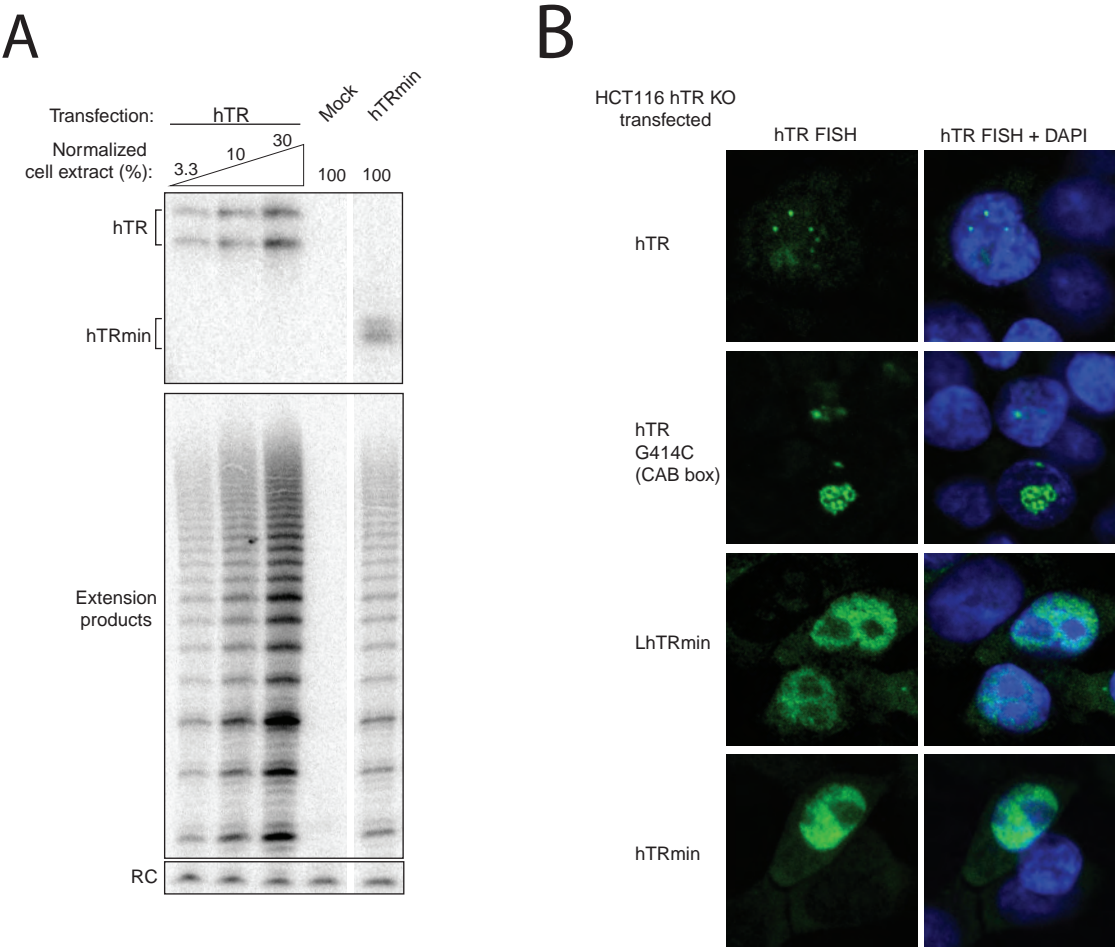 A
Transfection:
hTR
Mock
hTRmin
Normalized
cell extract (%):
3.3
10
30
100
100
hTR
hTRmin
Extension
products
RC
B
HCT116 hTR KO
transfected
hTR FISH
hTR FISH + DAPI
hTR
hTR
G414C
(CAB box)
LhTRmin
hTRmin